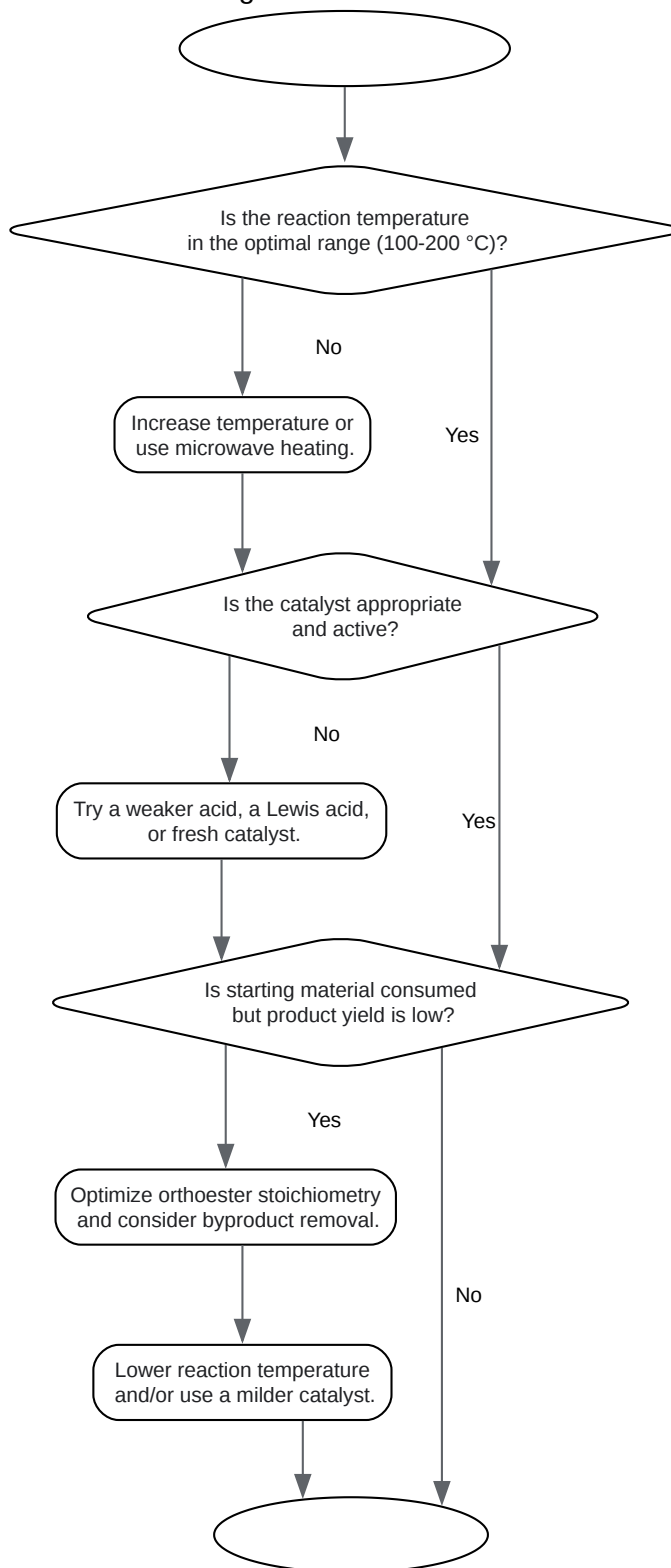 Is the reaction temperature
in the optimal range (100-200 °C)?
No
Yes
Increase temperature or
use microwave heating.
Is the catalyst appropriate
and active?
No
Yes
Try a weaker acid, a Lewis acid,
or fresh catalyst.
Is starting material consumed
but product yield is low?
Yes
No
Optimize orthoester stoichiometry
and consider byproduct removal.
Lower reaction temperature
and/or use a milder catalyst.